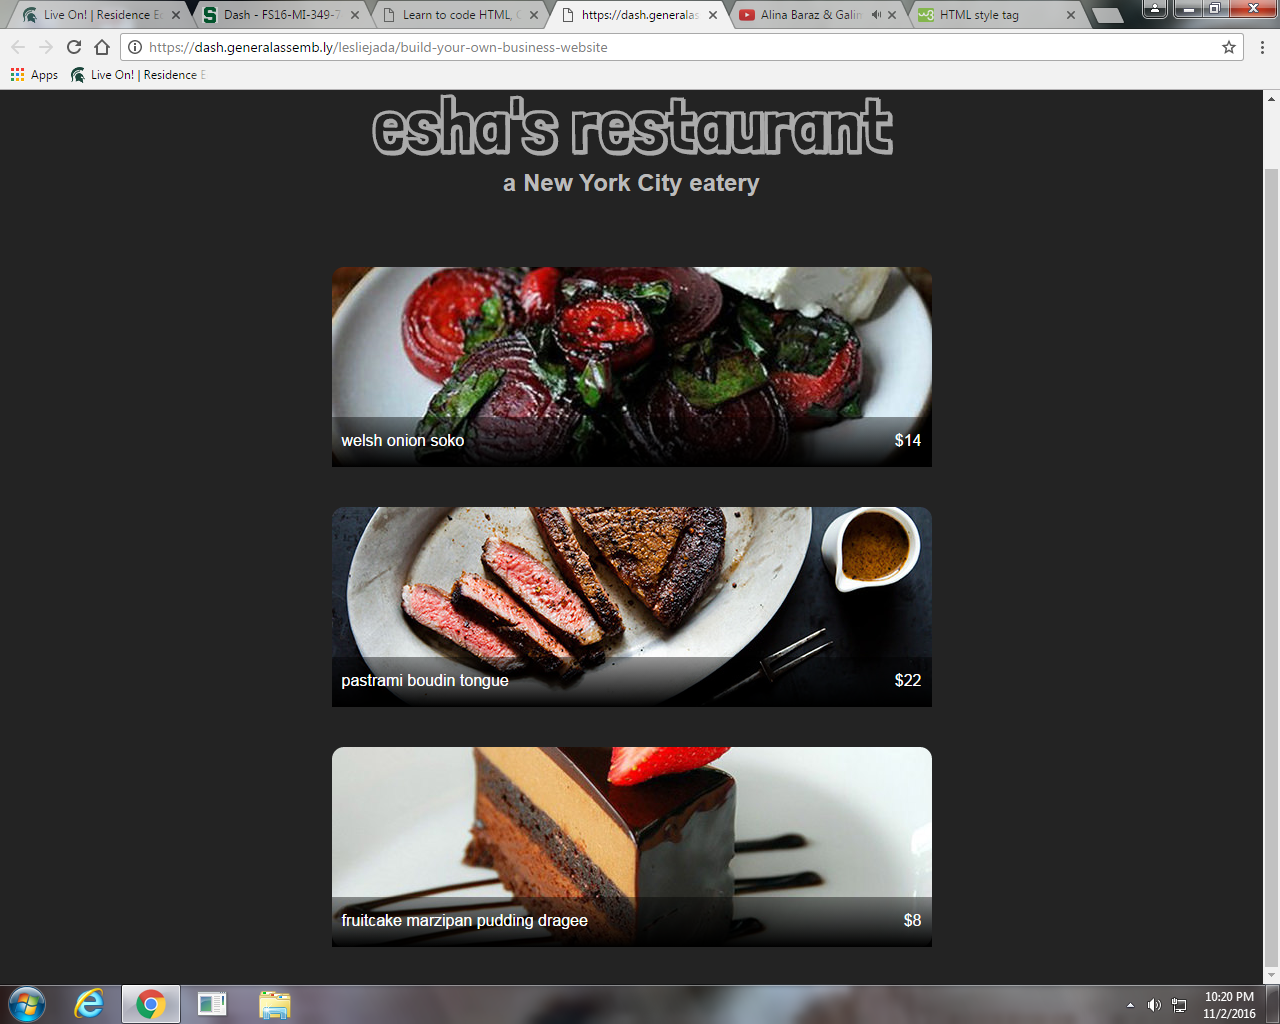 Live On! | Residence E
Dash - FS16-MI-349-7
Learn to code HTML,
https://dash.generalas
Alina Baraz & Galin
HTML style tag
https://dash.generalassemb.ly/lesliejada/build-your-own-business-website
Apps
Live On! | Residence E
esha's restaurant
a New York City eatery
welsh onion soko
$14
pastrami boudin tongue
$22
fruitcake marzipan pudding dragee
$8
10:20 PM
11/2/2016